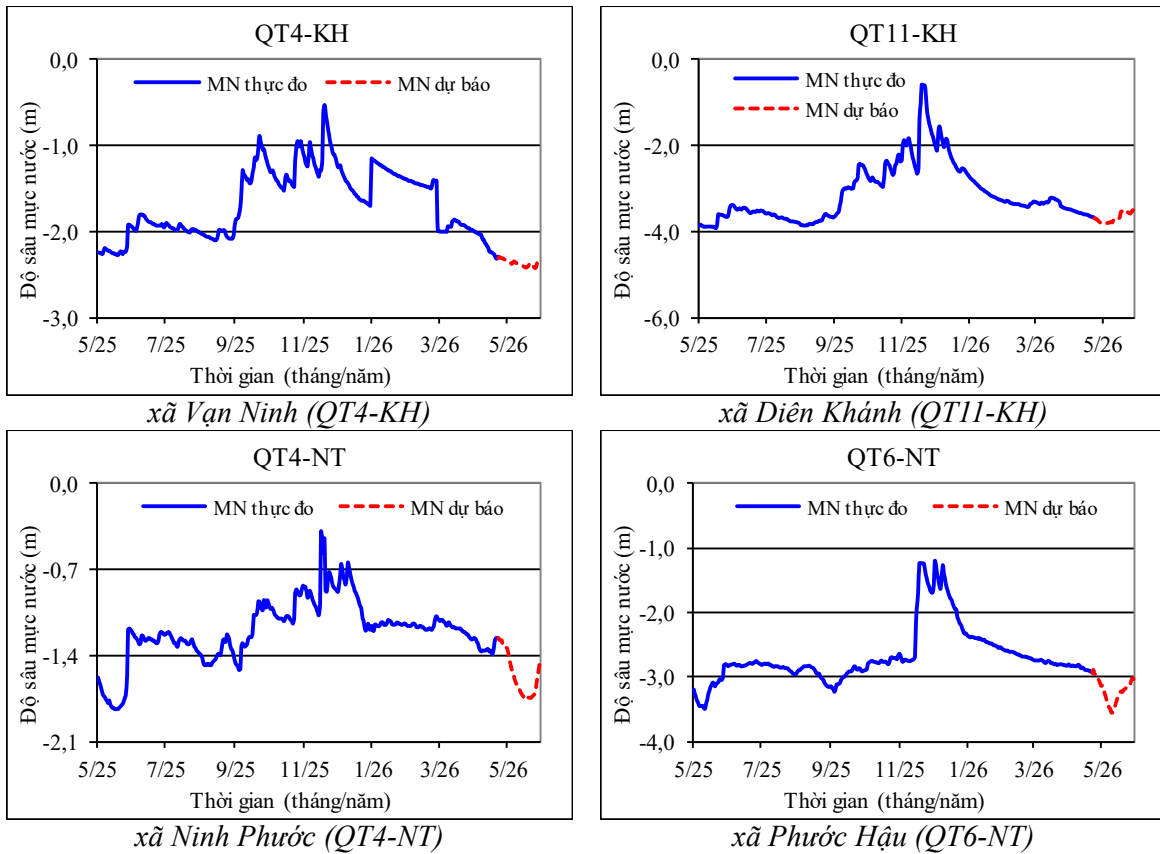 QT4-KH
0,0
MN thực đo
MN dự báo
-1,0
-2,0
-3,0
Độ sâu mực nước (m)
5/25 7/25 9/25 11/25 1/26 3/26 5/26
Thời gian (tháng/năm)
xã Vạn Ninh (QT4-KH)
QT11-KH
0,0
MN thực đo
MN dự báo
-2,0
-4,0
-6,0
Độ sâu mực nước (m)
5/25 7/25 9/25 11/25 1/26 3/26 5/26
Thời gian (tháng/năm)
xã Diên Khánh (QT11-KH)
QT4-NT
0,0
MN thực đo
MN dự báo
-0,7
-1,4
-2,1
Độ sâu mực nước (m)
5/25 7/25 9/25 11/25 1/26 3/26 5/26
Thời gian (tháng/năm)
xã Ninh Phước (QT4-NT)
QT6-NT
0,0
MN thực đo
MN dự báo
-1,0
-2,0
-3,0
-4,0
Độ sâu mực nước (m)
5/25 7/25 9/25 11/25 1/26 3/26 5/26
Thời gian (tháng/năm)
xã Phước Hậu (QT6-NT)